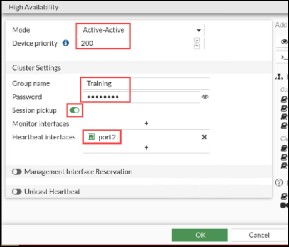 High Availability
Mode Active-Active
Device priority 200
Cluster Settings
Group name Training
Password ••••••••
Session pickup
Monitor interfaces +
Heartbeat interfaces port2 ×
+
Management Interface Reservation
Unicast Heartbeat
OK Cancel